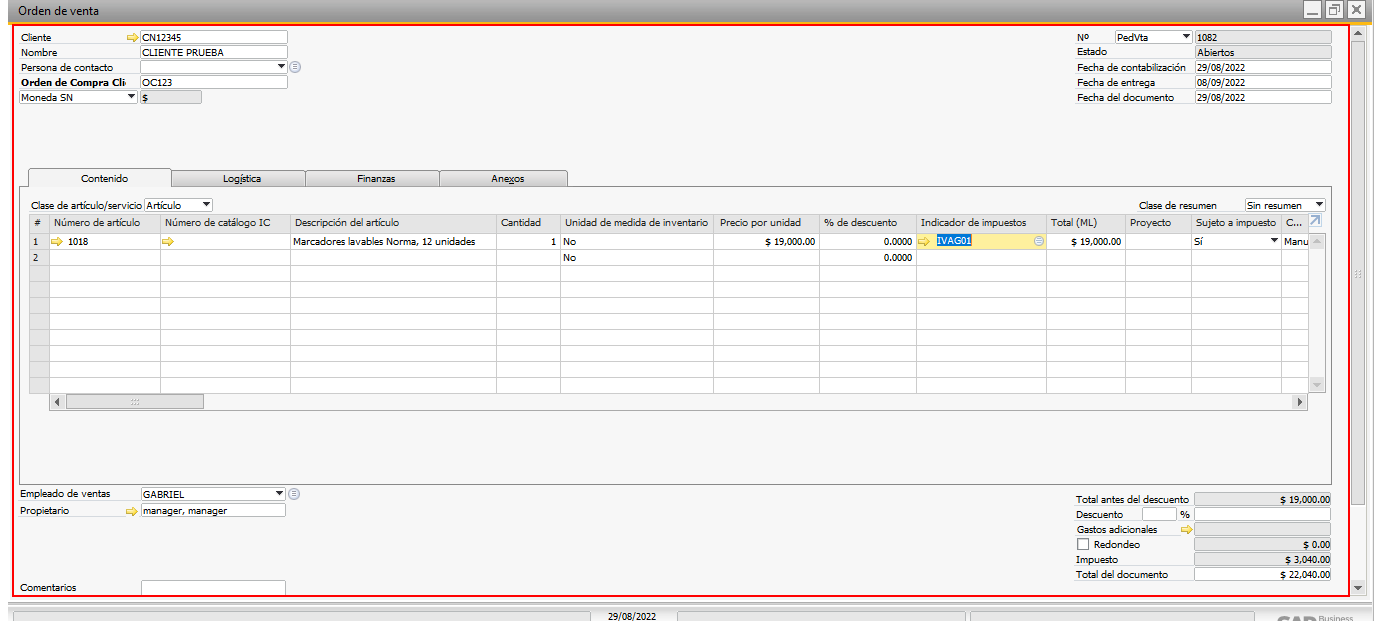 Orden de venta
Cliente CN12345
Nombre CLIENTE PRUEBA
Persona de contacto
Orden de Compra Cli OC123
Moneda SN $
Nº PedVta 1082
Estado Abiertos
Fecha de contabilización 29/08/2022
Fecha de entrega 08/09/2022
Fecha del documento 29/08/2022
Contenido Logística Finanzas Anexos
Clase de artículo/servicio Artículo Clase de resumen Sin resumen
# Número de artículo Número de catálogo IC Descripción del artículo Cantidad Unidad de medida de inventario Precio por unidad % de descuento Indicador de impuestos Total (ML) Proyecto Sujeto a impuesto C...
1 1018 Marcadores lavables Norma, 12 unidades 1 No $ 19,000.00 0.0000 IVAG01 $ 19,000.00 Sí Manu
2 No 0.0000
Empleado de ventas GABRIEL
Propietario manager, manager
Total antes del descuento $ 19,000.00
Descuento %
Gastos adicionales
Redondeo $ 0.00
Impuesto $ 3,040.00
Total del documento $ 22,040.00
Comentarios
29/08/2022
SAP Business